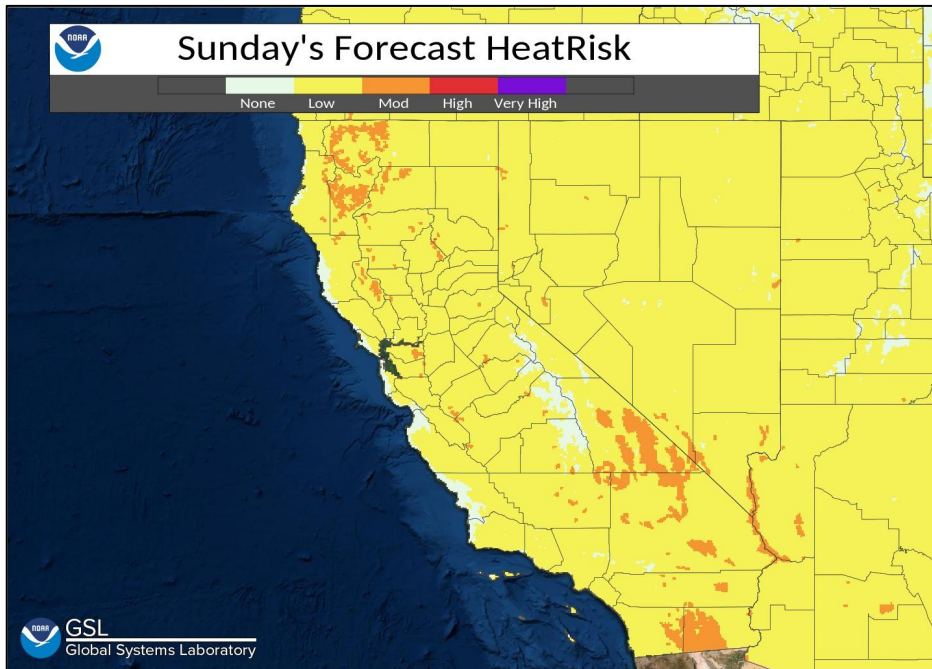 NOAA
Sunday's Forecast HeatRisk
None Low Mod High Very High
NOAA
GSL
Global Systems Laboratory